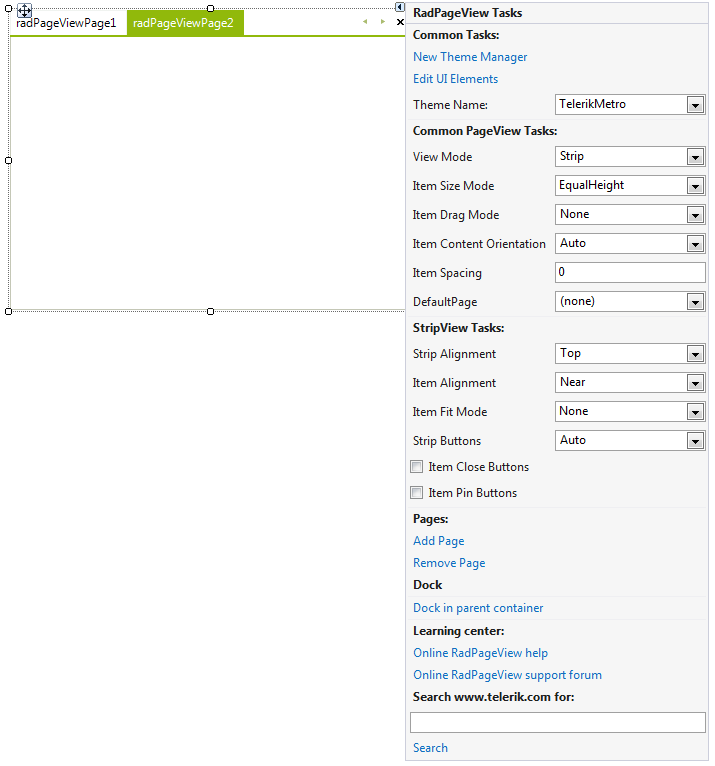 radPageViewPage1 radPageViewPage2
RadPageView Tasks
Common Tasks:
New Theme Manager
Edit UI Elements
Theme Name: TelerikMetro
Common PageView Tasks:
View Mode Strip
Item Size Mode EqualHeight
Item Drag Mode None
Item Content Orientation Auto
Item Spacing 0
DefaultPage (none)
StripView Tasks:
Strip Alignment Top
Item Alignment Near
Item Fit Mode None
Strip Buttons Auto
Item Close Buttons
Item Pin Buttons
Pages:
Add Page
Remove Page
Dock
Dock in parent container
Learning center:
Online RadPageView help
Online RadPageView support forum
Search www.telerik.com for:
Search